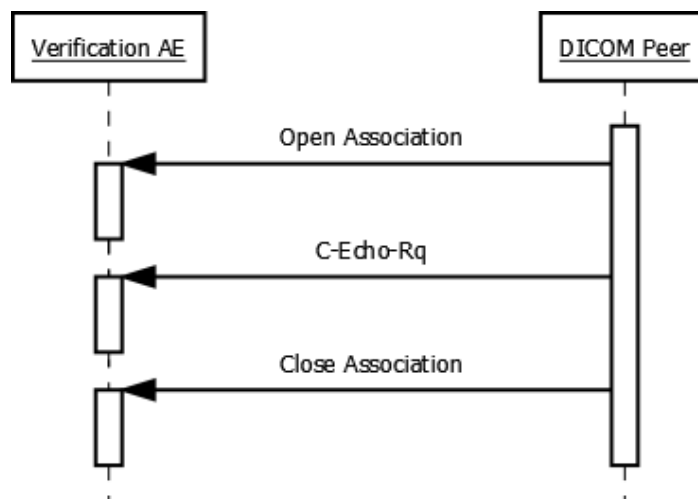 Verification AE
DICOM Peer
Open Association
C-Echo-Rq
Close Association